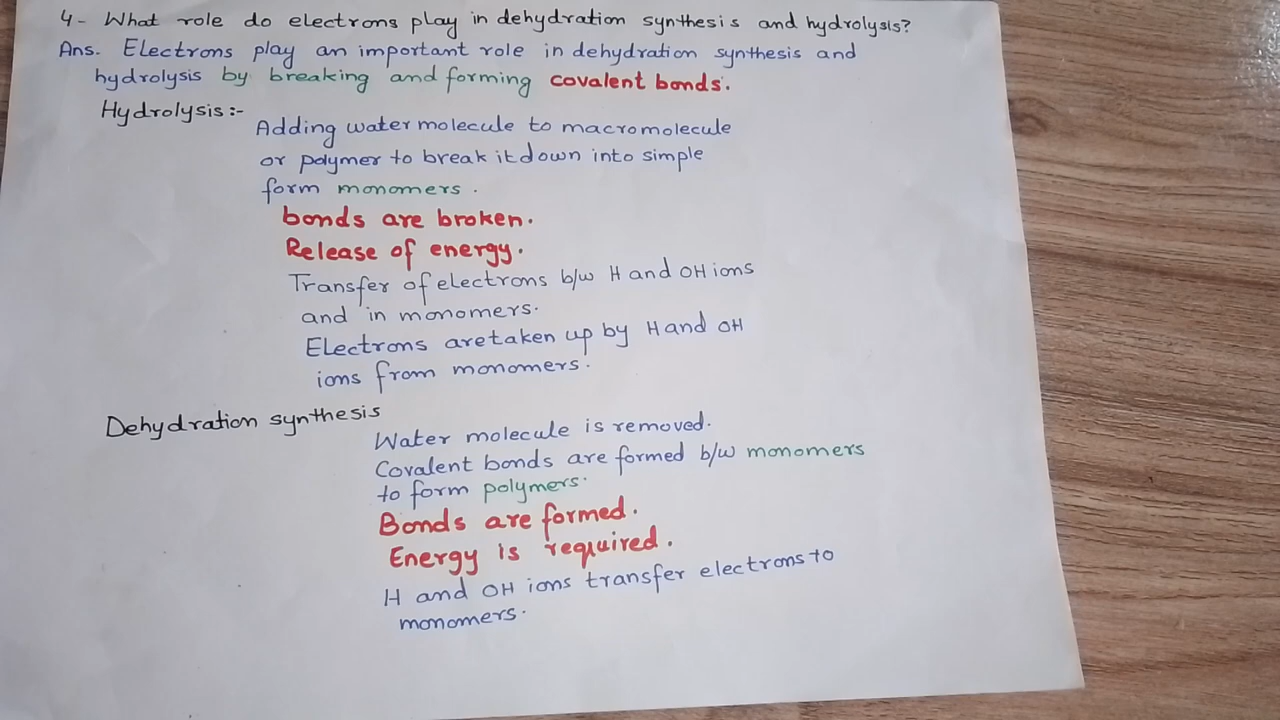 4- What role do electrons play in dehydration synthesis and hydrolysis?
Ans. Electrons play an important role in dehydration synthesis and
hydrolysis by breaking and forming covalent bonds.
Hydrolysis:-
Adding water molecule to macromolecule
or polymer to break it down into simple
form monomers.
bonds are broken.
Release of energy.
Transfer of electrons b/w H and OH ions
and in monomers.
Electrons are taken up by H and OH
ions from monomers.
Dehydration synthesis
Water molecule is removed.
Covalent bonds are formed b/w monomers
to form polymers.
Bonds are formed.
Energy is required.
H and OH ions transfer electrons to
monomers.